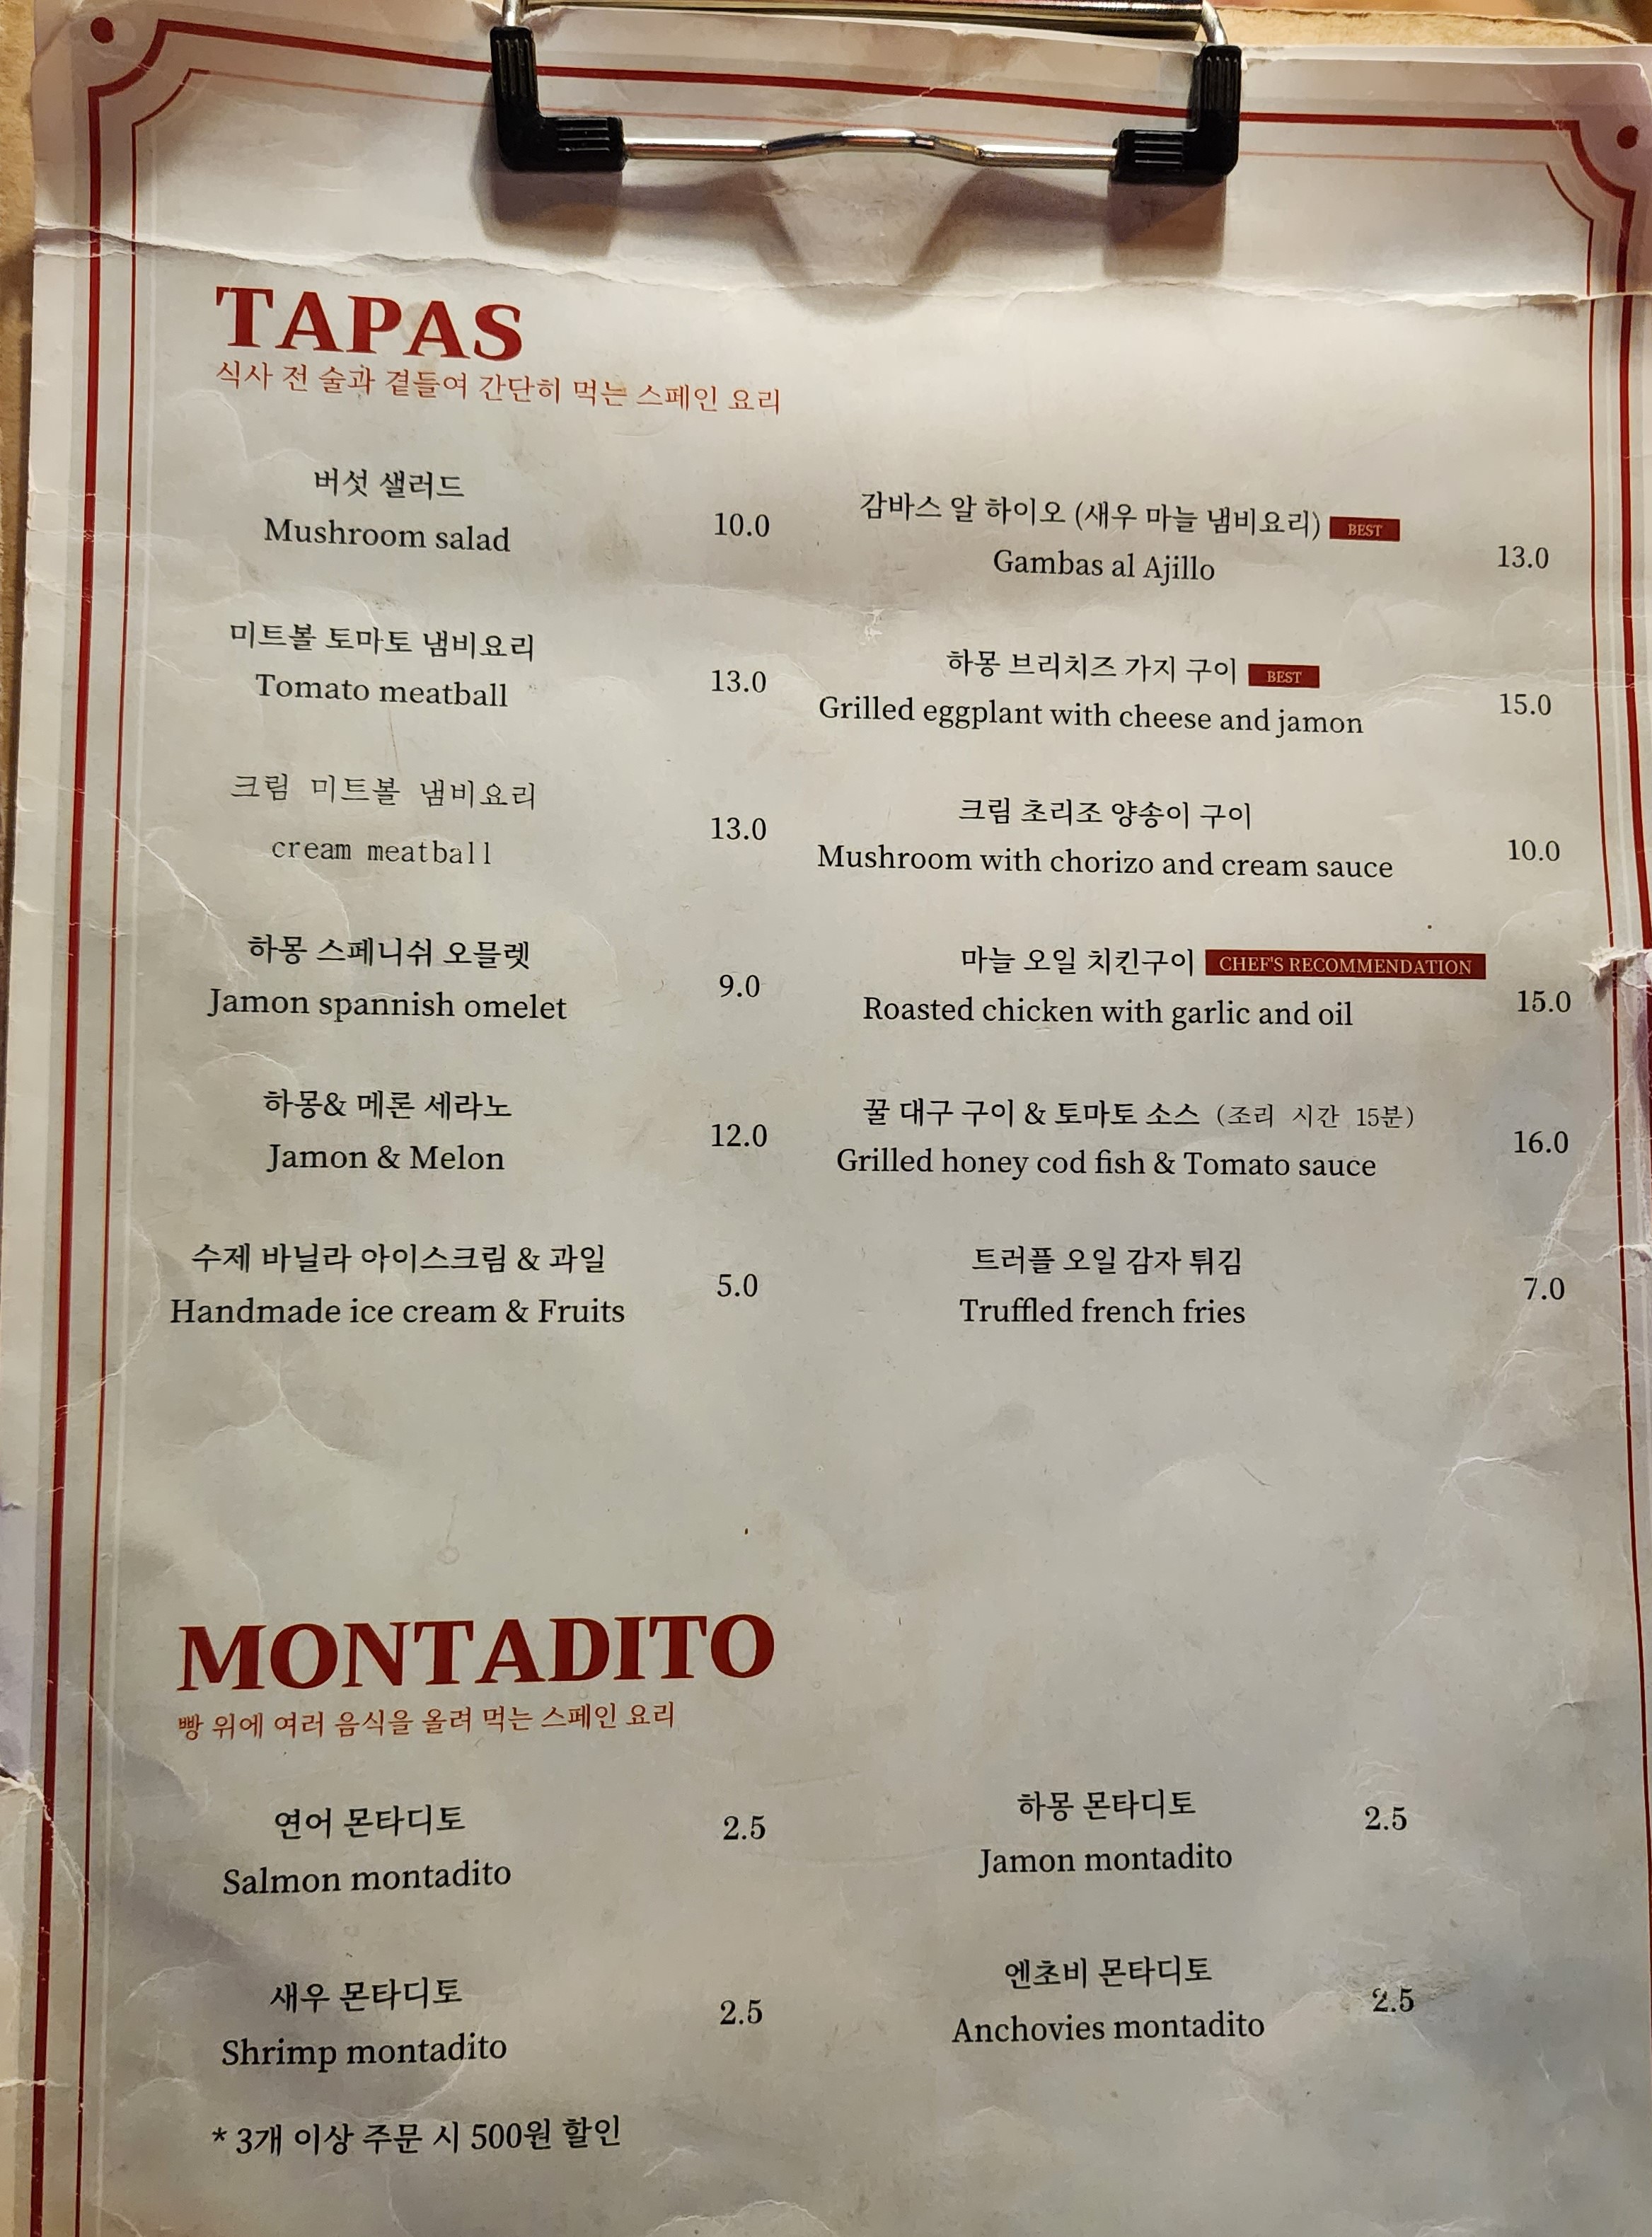 TAPAS
식사 전 술과 곁들여 간단히 먹는 스페인 요리
버섯 샐러드
Mushroom salad
10.0
미트볼 토마토 냄비요리
Tomato meatball
13.0
크림 미트볼 냄비요리
cream meatball
13.0
하몽 스페니쉬 오믈렛
Jamon spannish omelet
9.0
하몽& 메론 세라노
Jamon & Melon
12.0
수제 바닐라 아이스크림 & 과일
Handmade ice cream & Fruits
5.0
감바스 알 하이오 (새우 마늘 냄비요리) BEST
Gambas al Ajillo
13.0
하몽 브리치즈 가지 구이 BEST
Grilled eggplant with cheese and jamon
15.0
크림 초리조 양송이 구이
Mushroom with chorizo and cream sauce
10.0
마늘 오일 치킨구이 CHEF'S RECOMMENDATION
Roasted chicken with garlic and oil
15.0
꿀 대구 구이 & 토마토 소스 (조리 시간 15분)
Grilled honey cod fish & Tomato sauce
16.0
트러플 오일 감자 튀김
Truffled french fries
7.0
MONTADITO
빵 위에 여러 음식을 올려 먹는 스페인 요리
연어 몬타디토
Salmon montadito
2.5
새우 몬타디토
Shrimp montadito
2.5
하몽 몬타디토
Jamon montadito
2.5
엔초비 몬타디토
Anchovies montadito
2.5
* 3개 이상 주문 시 500원 할인